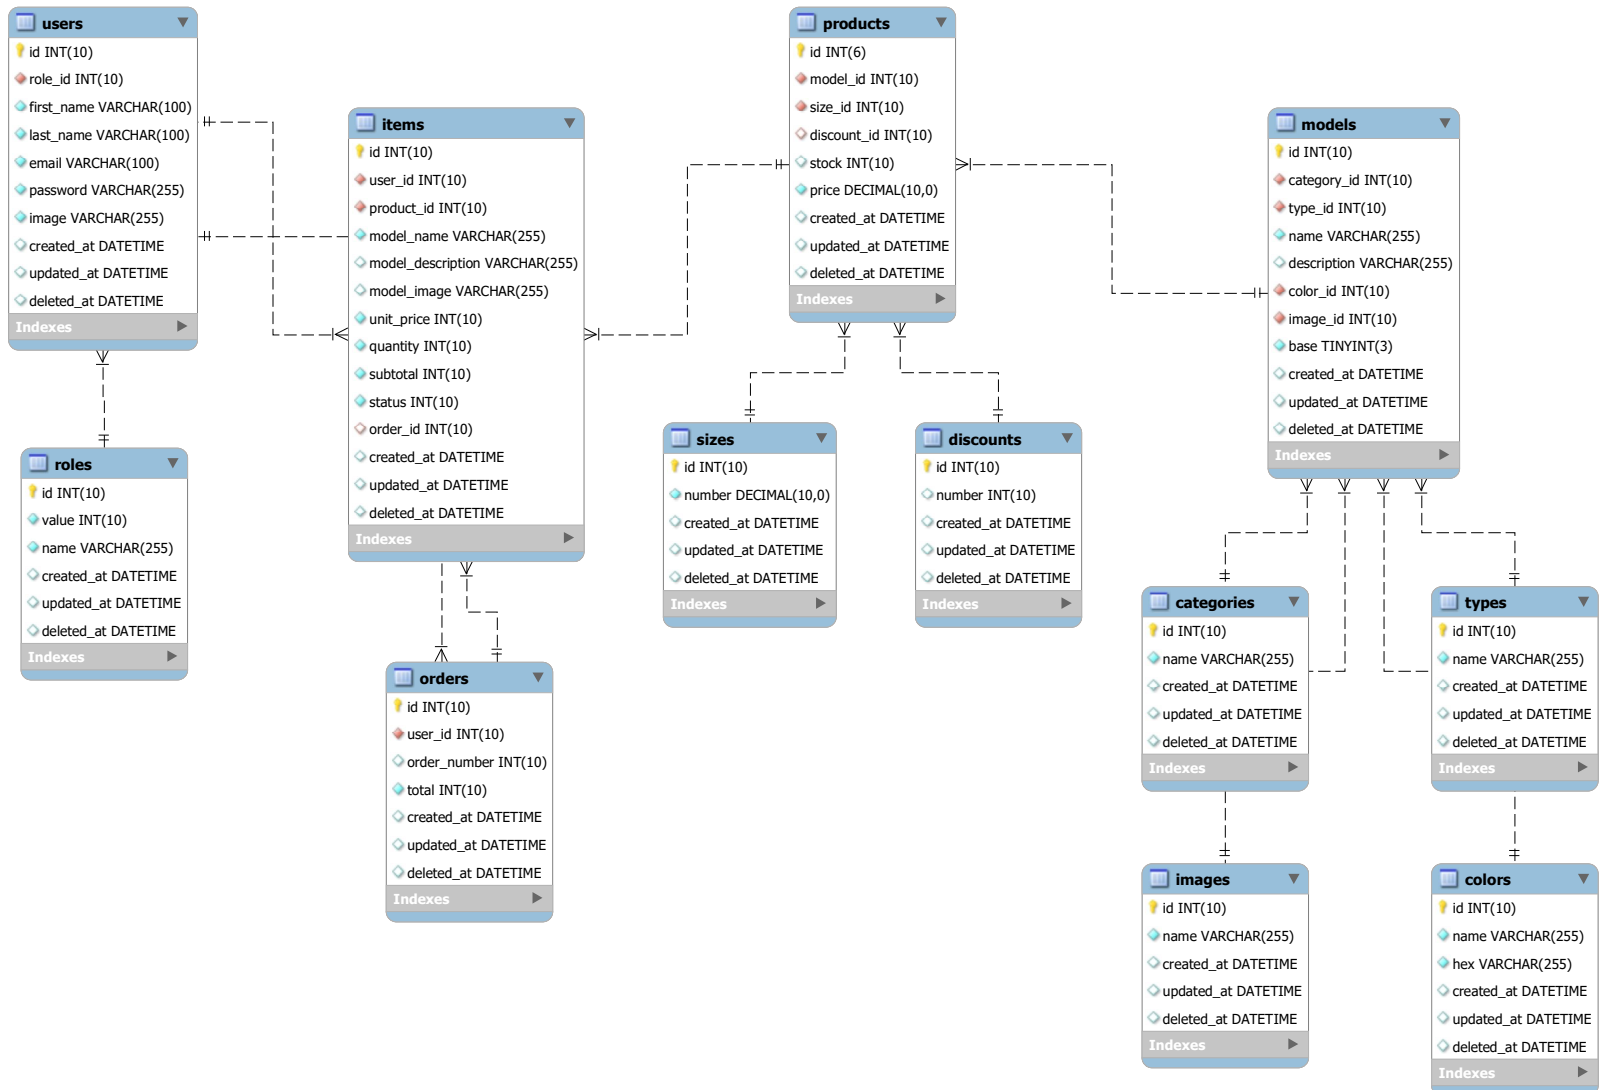 users
id INT(10)
role_id INT(10)
first_name VARCHAR(100)
last_name VARCHAR(100)
email VARCHAR(100)
password VARCHAR(255)
image VARCHAR(255)
created_at DATETIME
updated_at DATETIME
deleted_at DATETIME
Indexes
roles
id INT(10)
value INT(10)
name VARCHAR(255)
created_at DATETIME
updated_at DATETIME
deleted_at DATETIME
Indexes
items
id INT(10)
user_id INT(10)
product_id INT(10)
model_name VARCHAR(255)
model_description VARCHAR(255)
model_image VARCHAR(255)
unit_price INT(10)
quantity INT(10)
subtotal INT(10)
status INT(10)
order_id INT(10)
created_at DATETIME
updated_at DATETIME
deleted_at DATETIME
Indexes
orders
id INT(10)
user_id INT(10)
order_number INT(10)
total INT(10)
created_at DATETIME
updated_at DATETIME
deleted_at DATETIME
Indexes
products
id INT(6)
model_id INT(10)
size_id INT(10)
discount_id INT(10)
stock INT(10)
price DECIMAL(10,0)
created_at DATETIME
updated_at DATETIME
deleted_at DATETIME
Indexes
sizes
id INT(10)
number DECIMAL(10,0)
created_at DATETIME
updated_at DATETIME
deleted_at DATETIME
Indexes
discounts
id INT(10)
number INT(10)
created_at DATETIME
updated_at DATETIME
deleted_at DATETIME
Indexes
models
id INT(10)
category_id INT(10)
type_id INT(10)
name VARCHAR(255)
description VARCHAR(255)
color_id INT(10)
image_id INT(10)
base TINYINT(3)
created_at DATETIME
updated_at DATETIME
deleted_at DATETIME
Indexes
categories
id INT(10)
name VARCHAR(255)
created_at DATETIME
updated_at DATETIME
deleted_at DATETIME
Indexes
types
id INT(10)
name VARCHAR(255)
created_at DATETIME
updated_at DATETIME
deleted_at DATETIME
Indexes
images
id INT(10)
name VARCHAR(255)
created_at DATETIME
updated_at DATETIME
deleted_at DATETIME
Indexes
colors
id INT(10)
name VARCHAR(255)
hex VARCHAR(255)
created_at DATETIME
updated_at DATETIME
deleted_at DATETIME
Indexes